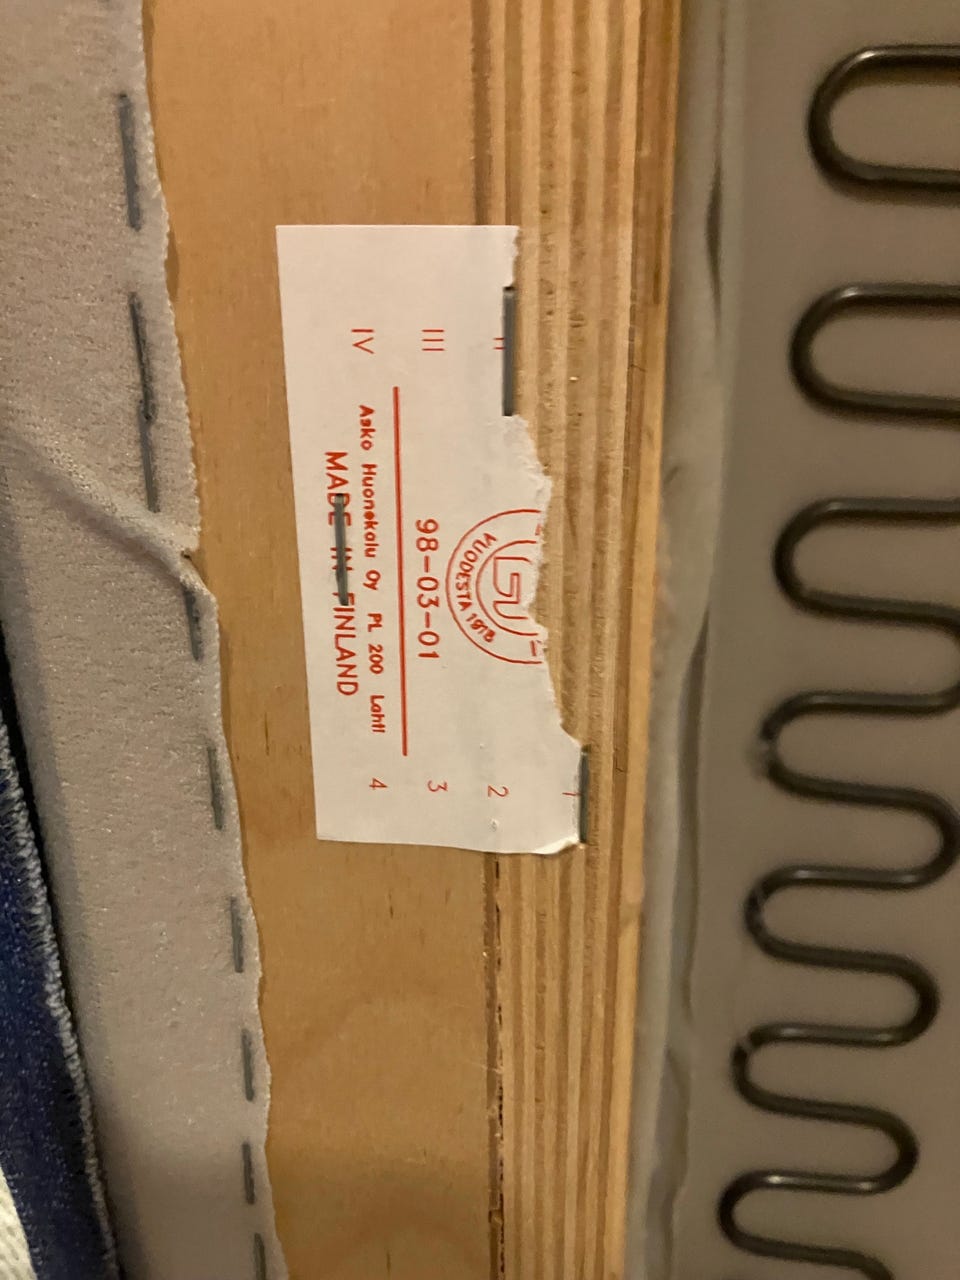 VUODESTA 1918
II
2
III
98-03-01
3
IV
Asko Huonekalu Oy PL 200 Lahti
4
MADE IN FINLAND